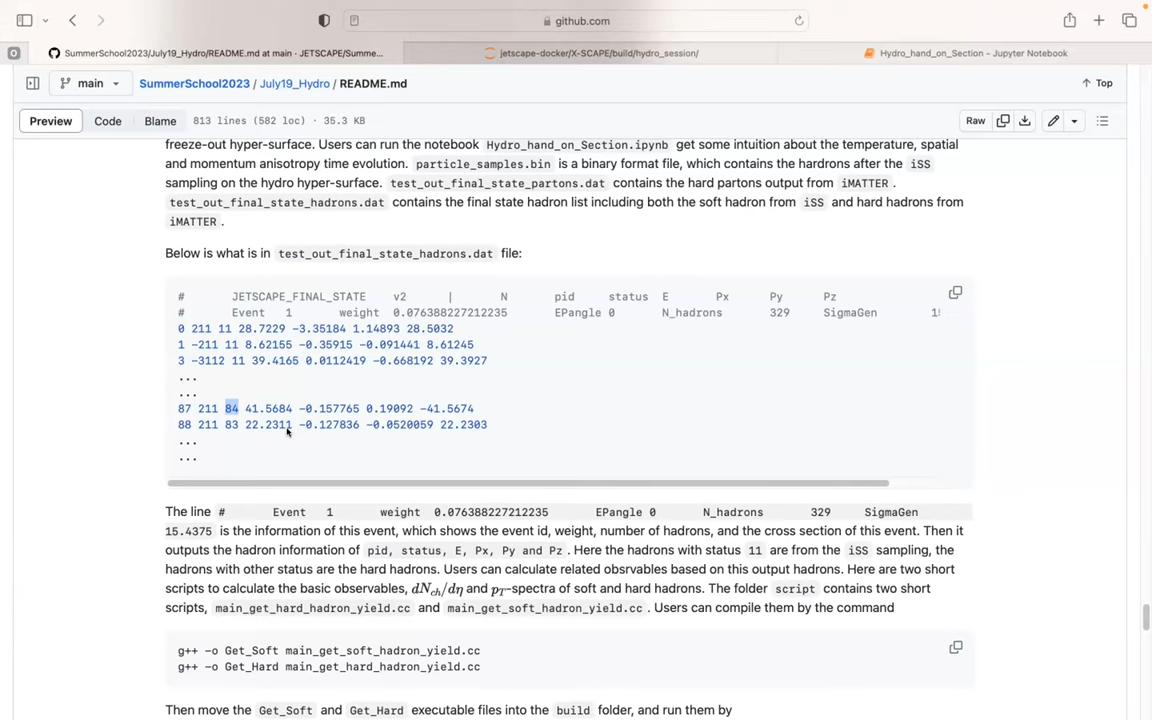 github.com
SummerSchool2023/July19_Hydro/README.md at main · JETSCAPE/Summe...
jetscape-docker/X-SCAPE/build/hydro_session/
Hydro_hand_on_Section - Jupyter Notebook
main
SummerSchool2023 / July19_Hydro / README.md
Top
Preview
Code
Blame
813 lines (582 loc) · 35.3 KB
Raw
freeze-out hyper-surface. Users can run the notebook Hydro_hand_on_Section.ipynb get some intuition about the temperature, spatial
and momentum anisotropy time evolution. particle_samples.bin is a binary format file, which contains the hardrons after the iSS
sampling on the hydro hyper-surface. test_out_final_state_partons.dat contains the hard partons output from iMATTER .
test_out_final_state_hadrons.dat contains the final state hadron list including both the soft hadron from iSS and hard hadrons from
iMATTER .
Below is what is in test_out_final_state_hadrons.dat file:
# JETSCAPE_FINAL_STATE v2 | N pid status E Px Py Pz
# Event 1 weight 0.076388227212235 EPangle 0 N_hadrons 329 SigmaGen 1
0 211 11 28.7229 -3.35184 1.14893 28.5032
1 -211 11 8.62155 -0.35915 -0.091441 8.61245
3 -3112 11 39.4165 0.0112419 -0.668192 39.3927
...
...
87 211 84 41.5684 -0.157765 0.19092 -41.5674
88 211 83 22.2311 -0.127836 -0.0520059 22.2303
...
...
The line # Event 1 weight 0.076388227212235 EPangle 0 N_hadrons 329 SigmaGen
15.4375 is the information of this event, which shows the event id, weight, number of hadrons, and the cross section of this event. Then it
outputs the hadron information of pid, status, E, Px, Py and Pz . Here the hadrons with status 11 are from the iSS sampling, the
hadrons with other status are the hard hadrons. Users can calculate related obsrvables based on this output hadrons. Here are two short
scripts to calculate the basic observables, dN_ch/dη and p_T-spectra of soft and hard hadrons. The folder script contains two short
scripts, main_get_hard_hadron_yield.cc and main_get_soft_hadron_yield.cc . Users can compile them by the command
g++ -o Get_Soft main_get_soft_hadron_yield.cc
g++ -o Get_Hard main_get_hard_hadron_yield.cc
Then move the Get_Soft and Get_Hard executable files into the build folder, and run them by